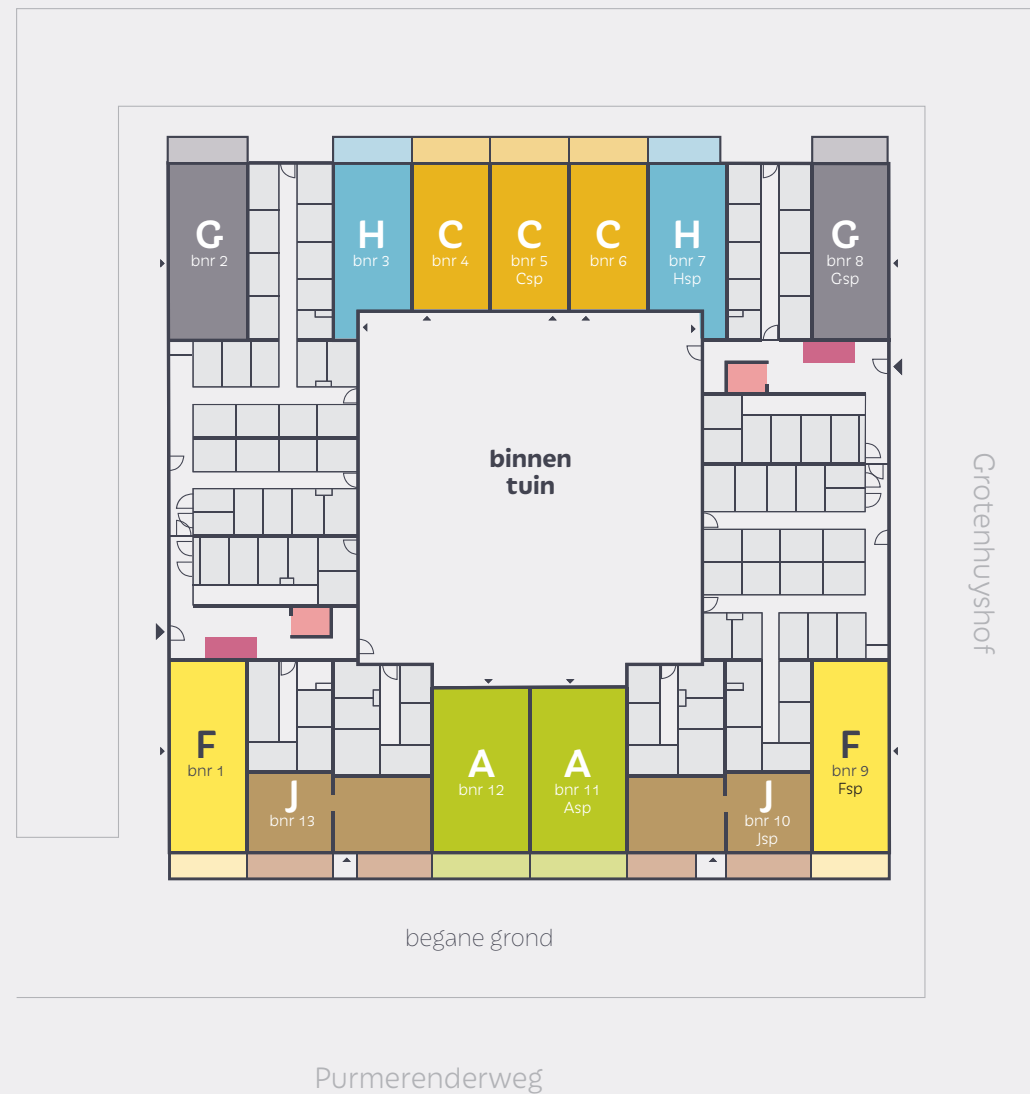 G
bnr 2
H
bnr 3
C
bnr 4
C
bnr 5
Csp
C
bnr 6
H
bnr 7
Hsp
G
bnr 8
Gsp
binnen
tuin
Grotenhuyshof
F
bnr 1
J
bnr 13
A
bnr 12
A
bnr 11
Asp
J
bnr 10
Jsp
F
bnr 9
Fsp
begane grond
Purmerenderweg